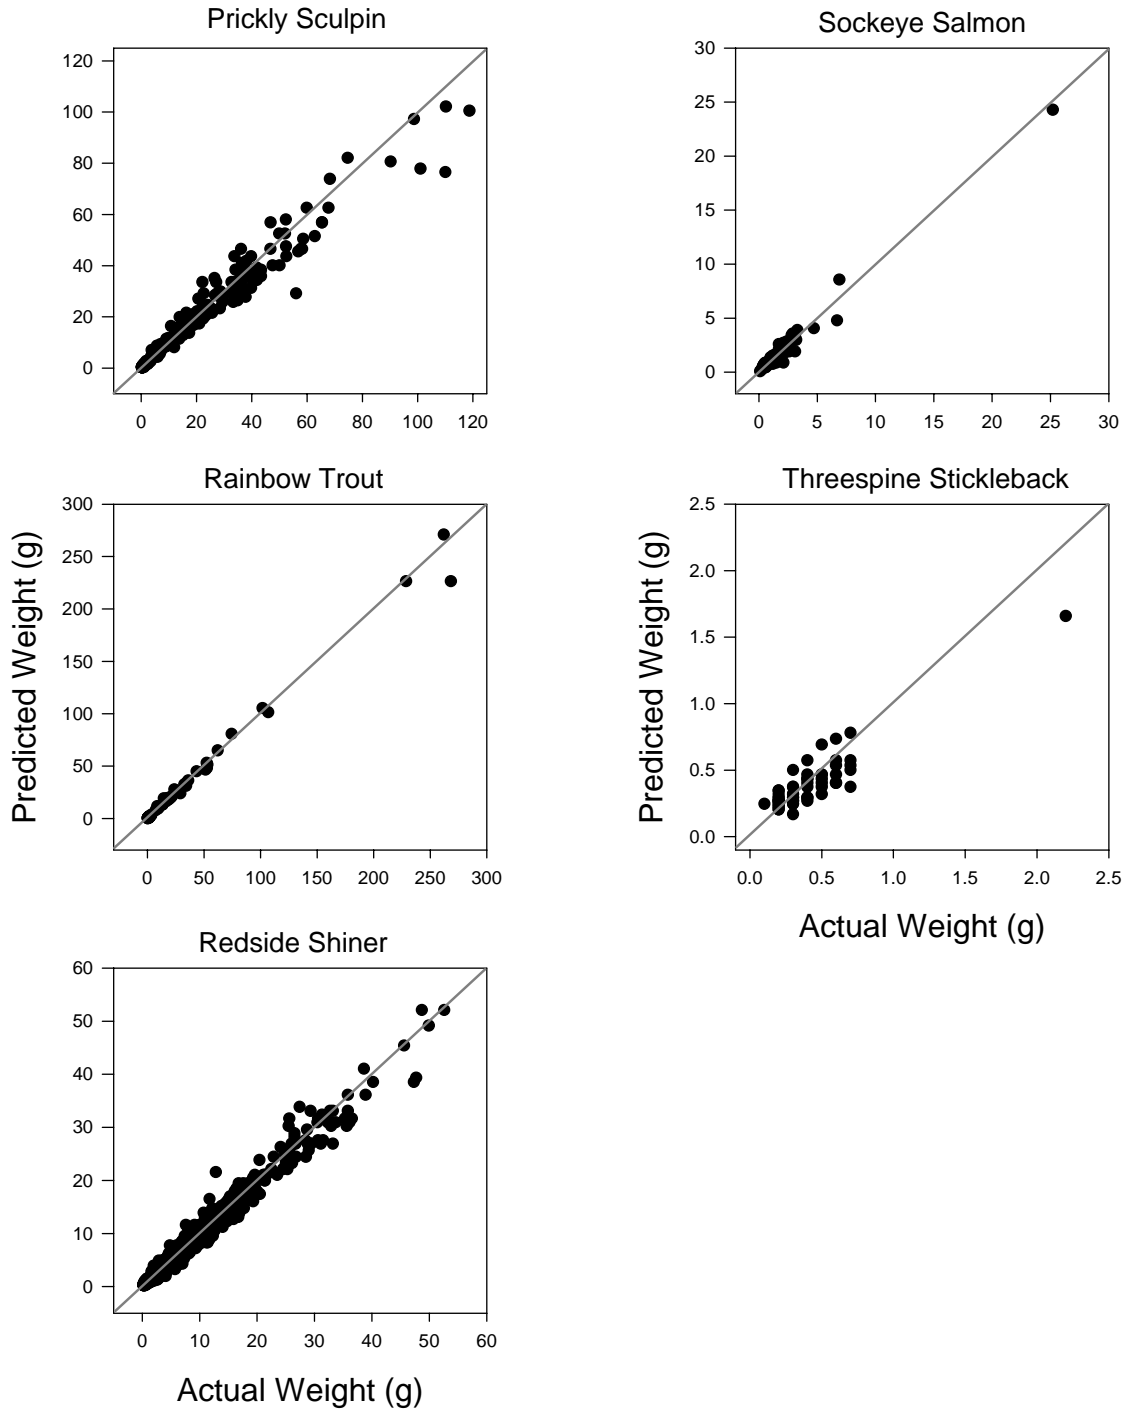 Prickly Sculpin
120
100
80
60
40
20
0
0 20 40 60 80 100 120
Sockeye Salmon
30
25
20
15
10
5
0
0 5 10 15 20 25 30
Rainbow Trout
Predicted Weight (g)
300
250
200
150
100
50
0
0 50 100 150 200 250 300
Threespine Stickleback
Predicted Weight (g)
2.5
2.0
1.5
1.0
0.5
0.0
0.0 0.5 1.0 1.5 2.0 2.5
Actual Weight (g)
Redside Shiner
60
50
40
30
20
10
0
0 10 20 30 40 50 60
Actual Weight (g)